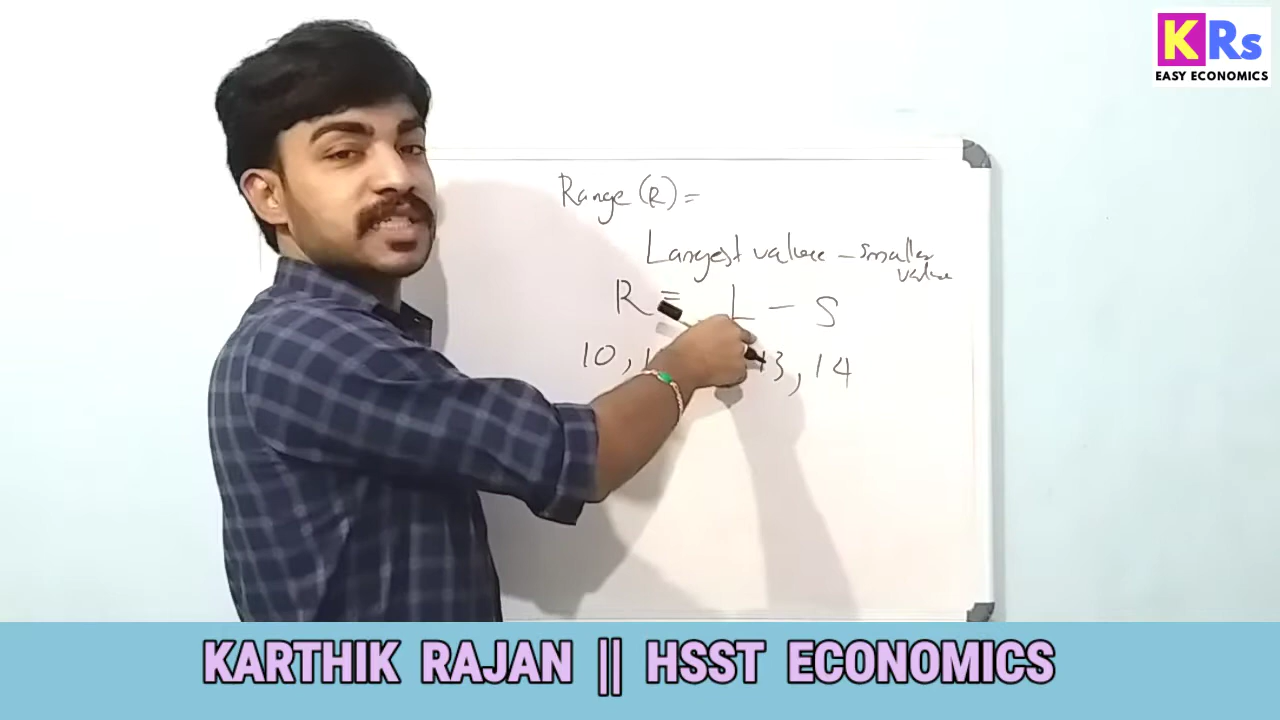 KRs
EASY ECONOMICS
Range (R) =
Largest value - smaller
value
R = L - S
10, 13, 14
KARTHIK RAJAN || HSST ECONOMICS